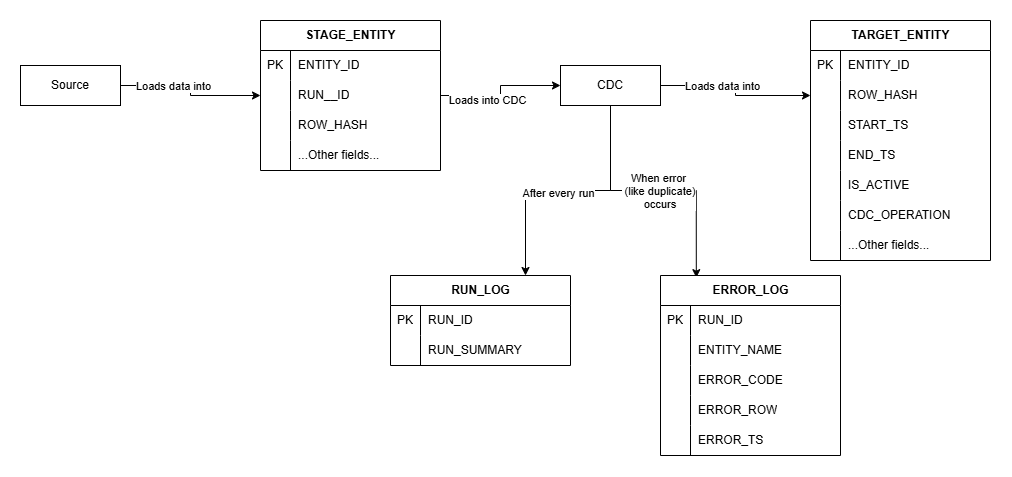 Source
Loads data into
STAGE_ENTITY
PK ENTITY_ID
RUN__ID
ROW_HASH
...Other fields...
Loads into CDC
CDC
Loads data into
TARGET_ENTITY
PK ENTITY_ID
ROW_HASH
START_TS
END_TS
IS_ACTIVE
CDC_OPERATION
...Other fields...
After every run
When error
(like duplicate)
occurs
RUN_LOG
PK RUN_ID
RUN_SUMMARY
ERROR_LOG
PK RUN_ID
ENTITY_NAME
ERROR_CODE
ERROR_ROW
ERROR_TS